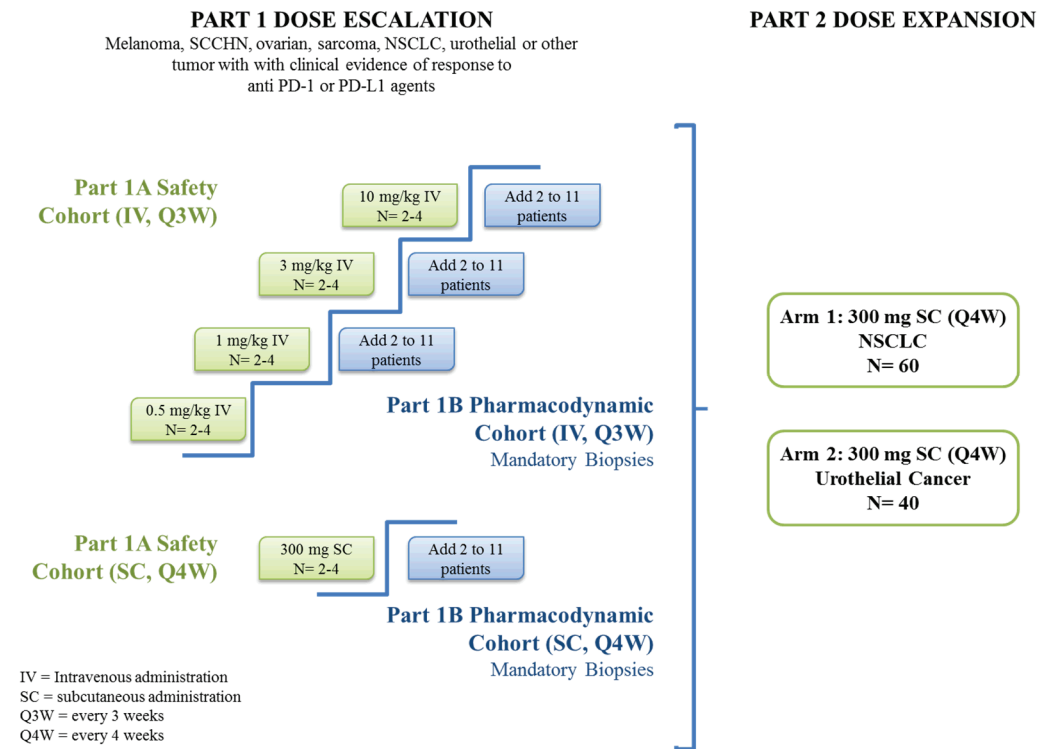 PART 1 DOSE ESCALATION
Melanoma, SCCHN, ovarian, sarcoma, NSCLC, urothelial or other
tumor with with clinical evidence of response to
anti PD-1 or PD-L1 agents
PART 2 DOSE EXPANSION
Part 1A Safety
Cohort (IV, Q3W)
10 mg/kg IV
N= 2-4
Add 2 to 11
patients
3 mg/kg IV
N= 2-4
Add 2 to 11
patients
1 mg/kg IV
N= 2-4
Add 2 to 11
patients
0.5 mg/kg IV
N= 2-4
Part 1B Pharmacodynamic
Cohort (IV, Q3W)
Mandatory Biopsies
Part 1A Safety
Cohort (SC, Q4W)
300 mg SC
N= 2-4
Add 2 to 11
patients
Part 1B Pharmacodynamic
Cohort (SC, Q4W)
Mandatory Biopsies
Arm 1: 300 mg SC (Q4W)
NSCLC
N= 60
Arm 2: 300 mg SC (Q4W)
Urothelial Cancer
N= 40
IV = Intravenous administration
SC = subcutaneous administration
Q3W = every 3 weeks
Q4W = every 4 weeks